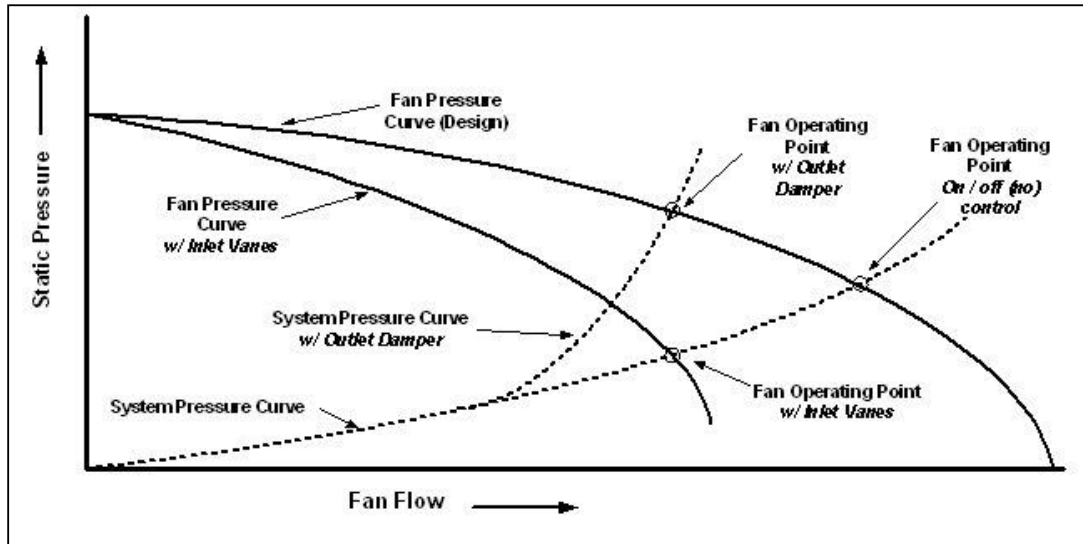 Fan Pressure
Curve (Design)
Fan Operating
Point
w/ Outlet
Damper
Fan Operating
Point
On / off (no)
control
Fan Pressure
Curve
w/ Inlet Vanes
Static Pressure
System Pressure Curve
w/ Outlet Damper
System Pressure Curve
Fan Operating Point
w/ Inlet Vanes
Fan Flow